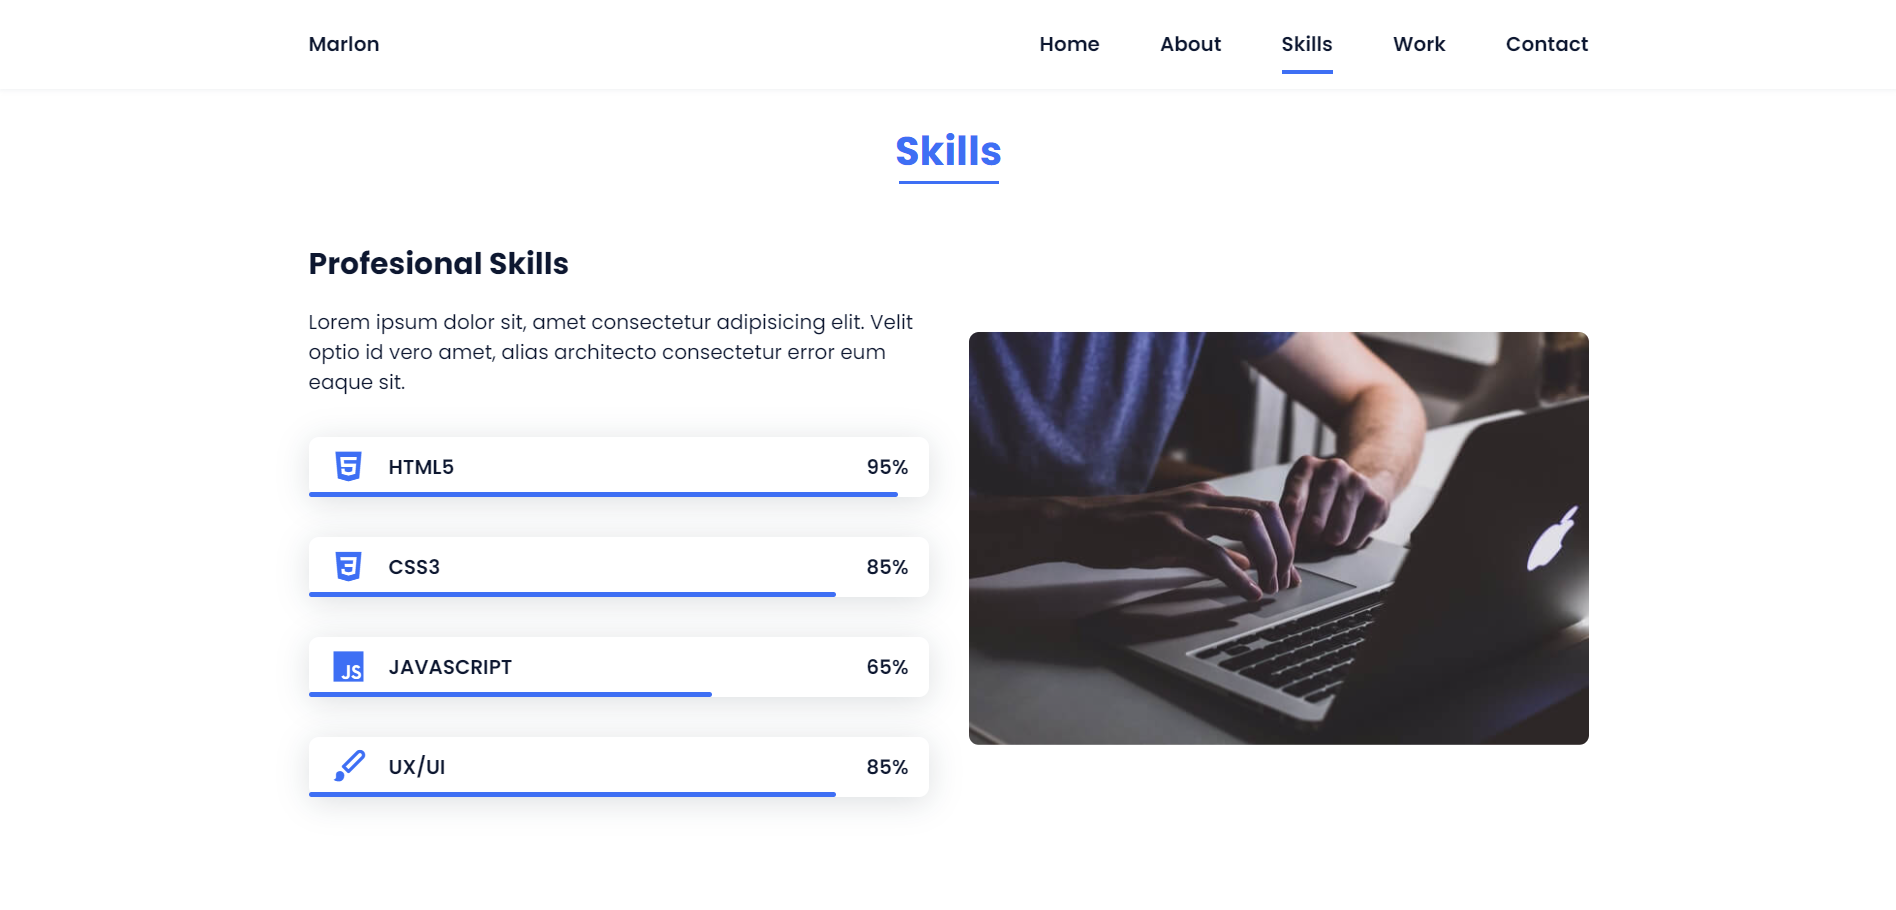 Marlon
Home About Skills Work Contact
Skills
Profesional Skills
Lorem ipsum dolor sit, amet consectetur adipisicing elit. Velit
optio id vero amet, alias architecto consectetur error eum
eaque sit.
HTML5 95%
CSS3 85%
JS JAVASCRIPT 65%
UX/UI 85%